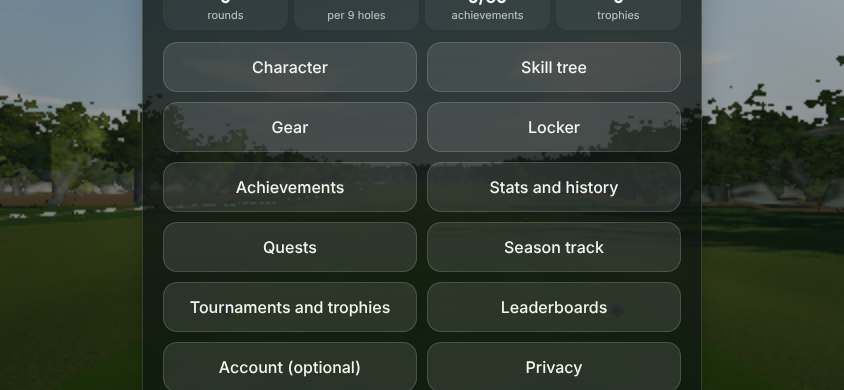 rounds
per 9 holes
achievements
trophies
Character
Skill tree
Gear
Locker
Achievements
Stats and history
Quests
Season track
Tournaments and trophies
Leaderboards
Account (optional)
Privacy